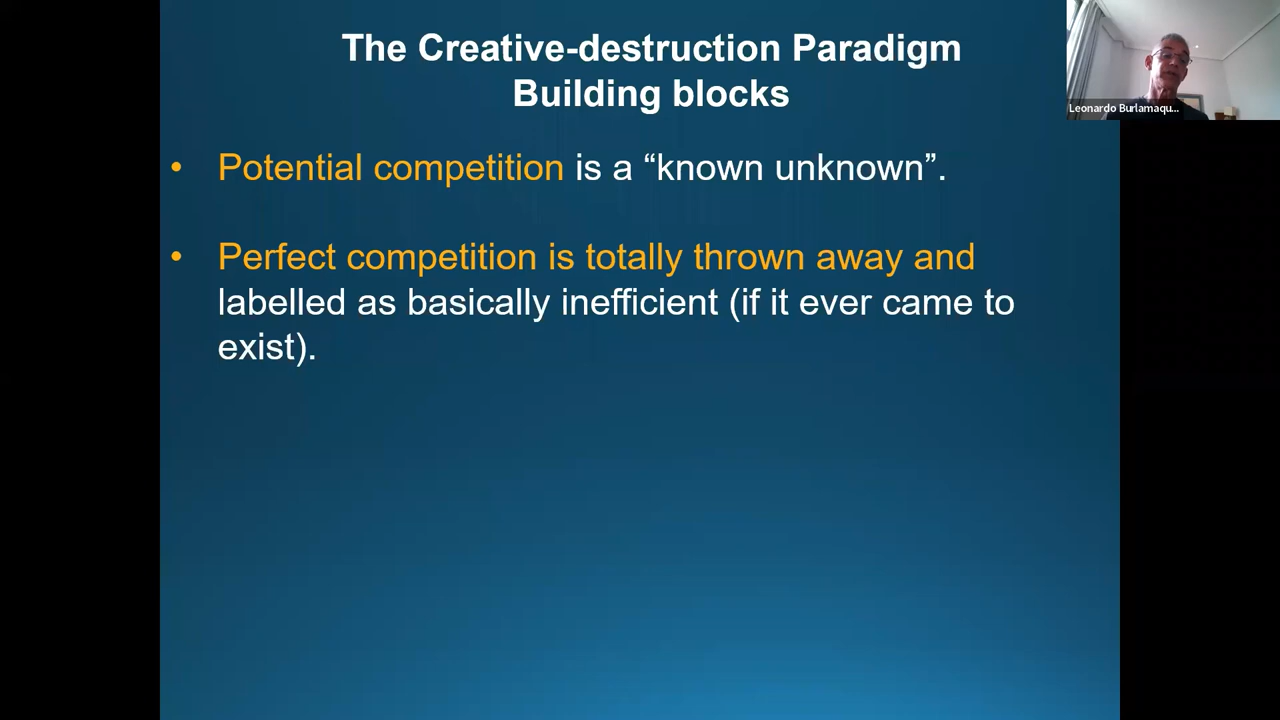 The Creative-destruction Paradigm
Building blocks
Leonardo Burlamaqu...
• Potential competition is a “known unknown”.
• Perfect competition is totally thrown away and
labelled as basically inefficient (if it ever came to
exist).